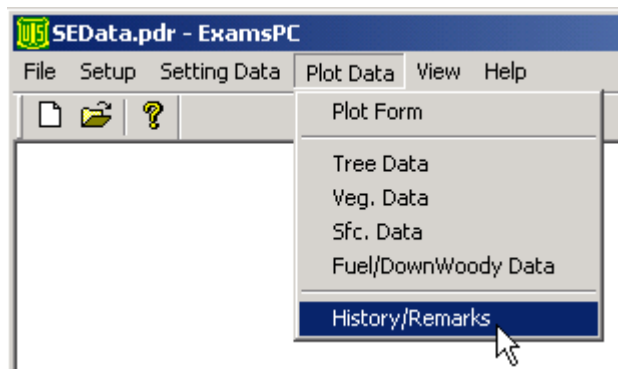 SEData.pdr - ExamsPC
File Setup Setting Data Plot Data View Help
Plot Form
Tree Data
Veg. Data
Sfc. Data
Fuel/DownWoody Data
History/Remarks